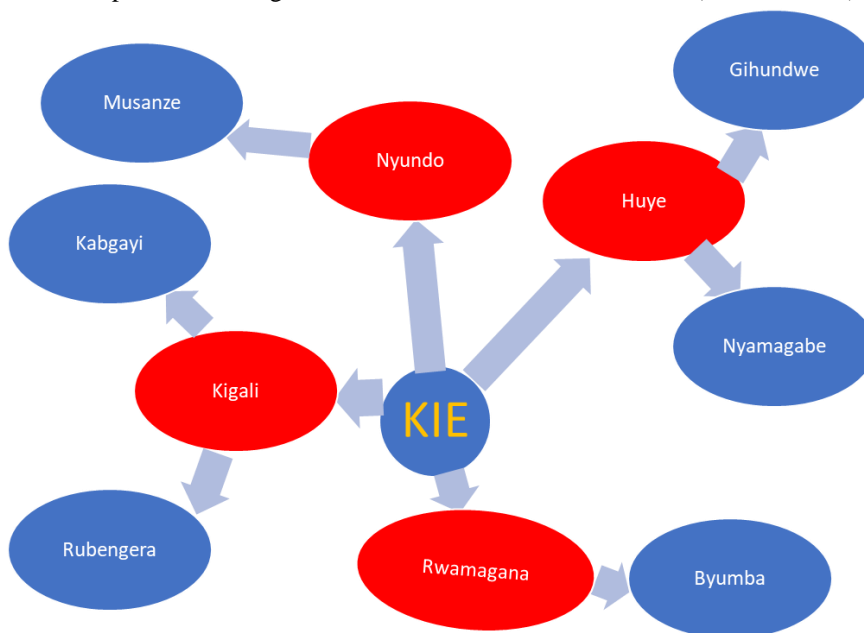 Gihundwe
Musanze
Nyundo
Huye
Kabgayi
Nyamagabe
Kigali
KIE
Rubengera
Rwamagana
Byumba